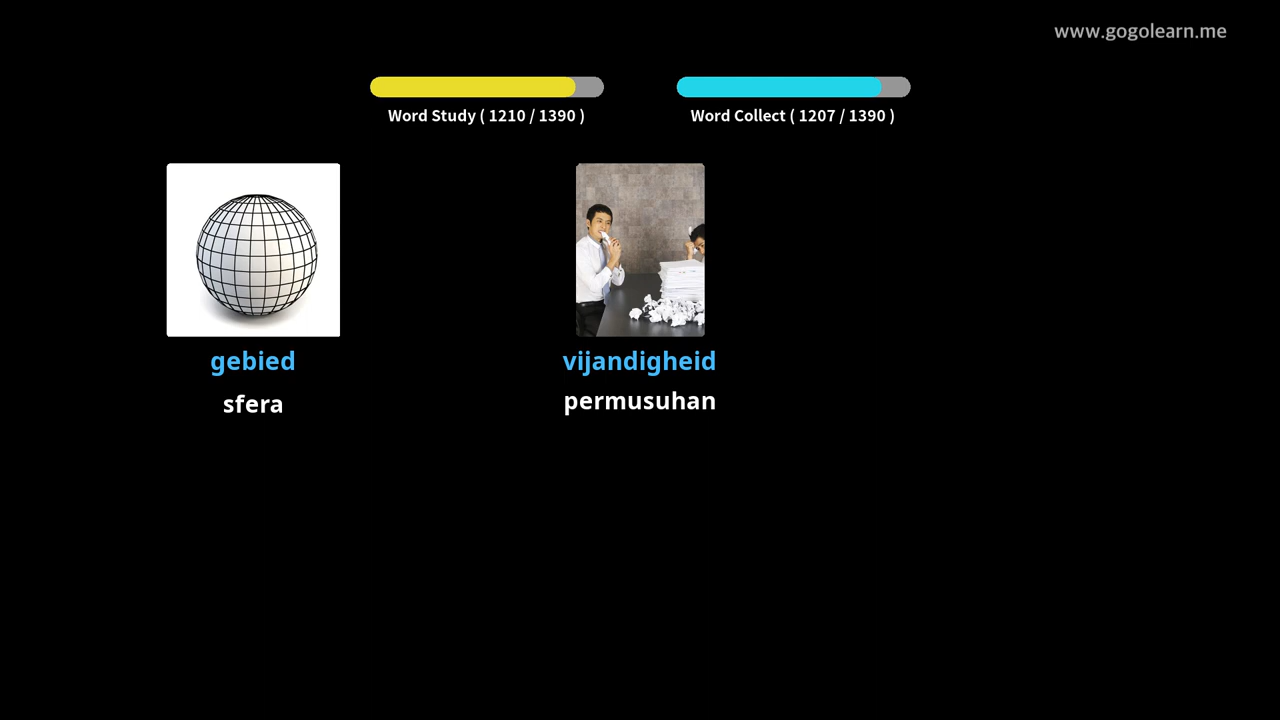 www.gogolearn.me
Word Study ( 1210 / 1390 )
Word Collect ( 1207 / 1390 )
gebied
sfera
vijandigheid
permusuhan